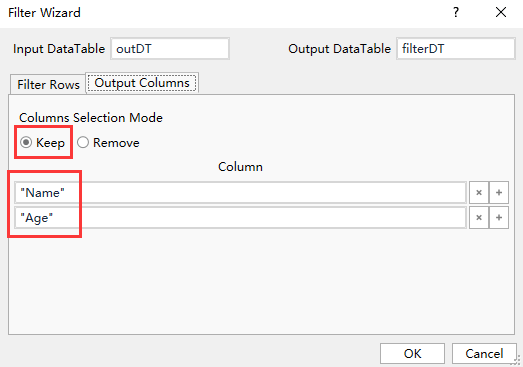 Filter Wizard ? ×
Input DataTable outDT Output DataTable filterDT
Filter Rows Output Columns
Columns Selection Mode
Keep Remove
Column
"Name" × +
"Age" × +
OK Cancel